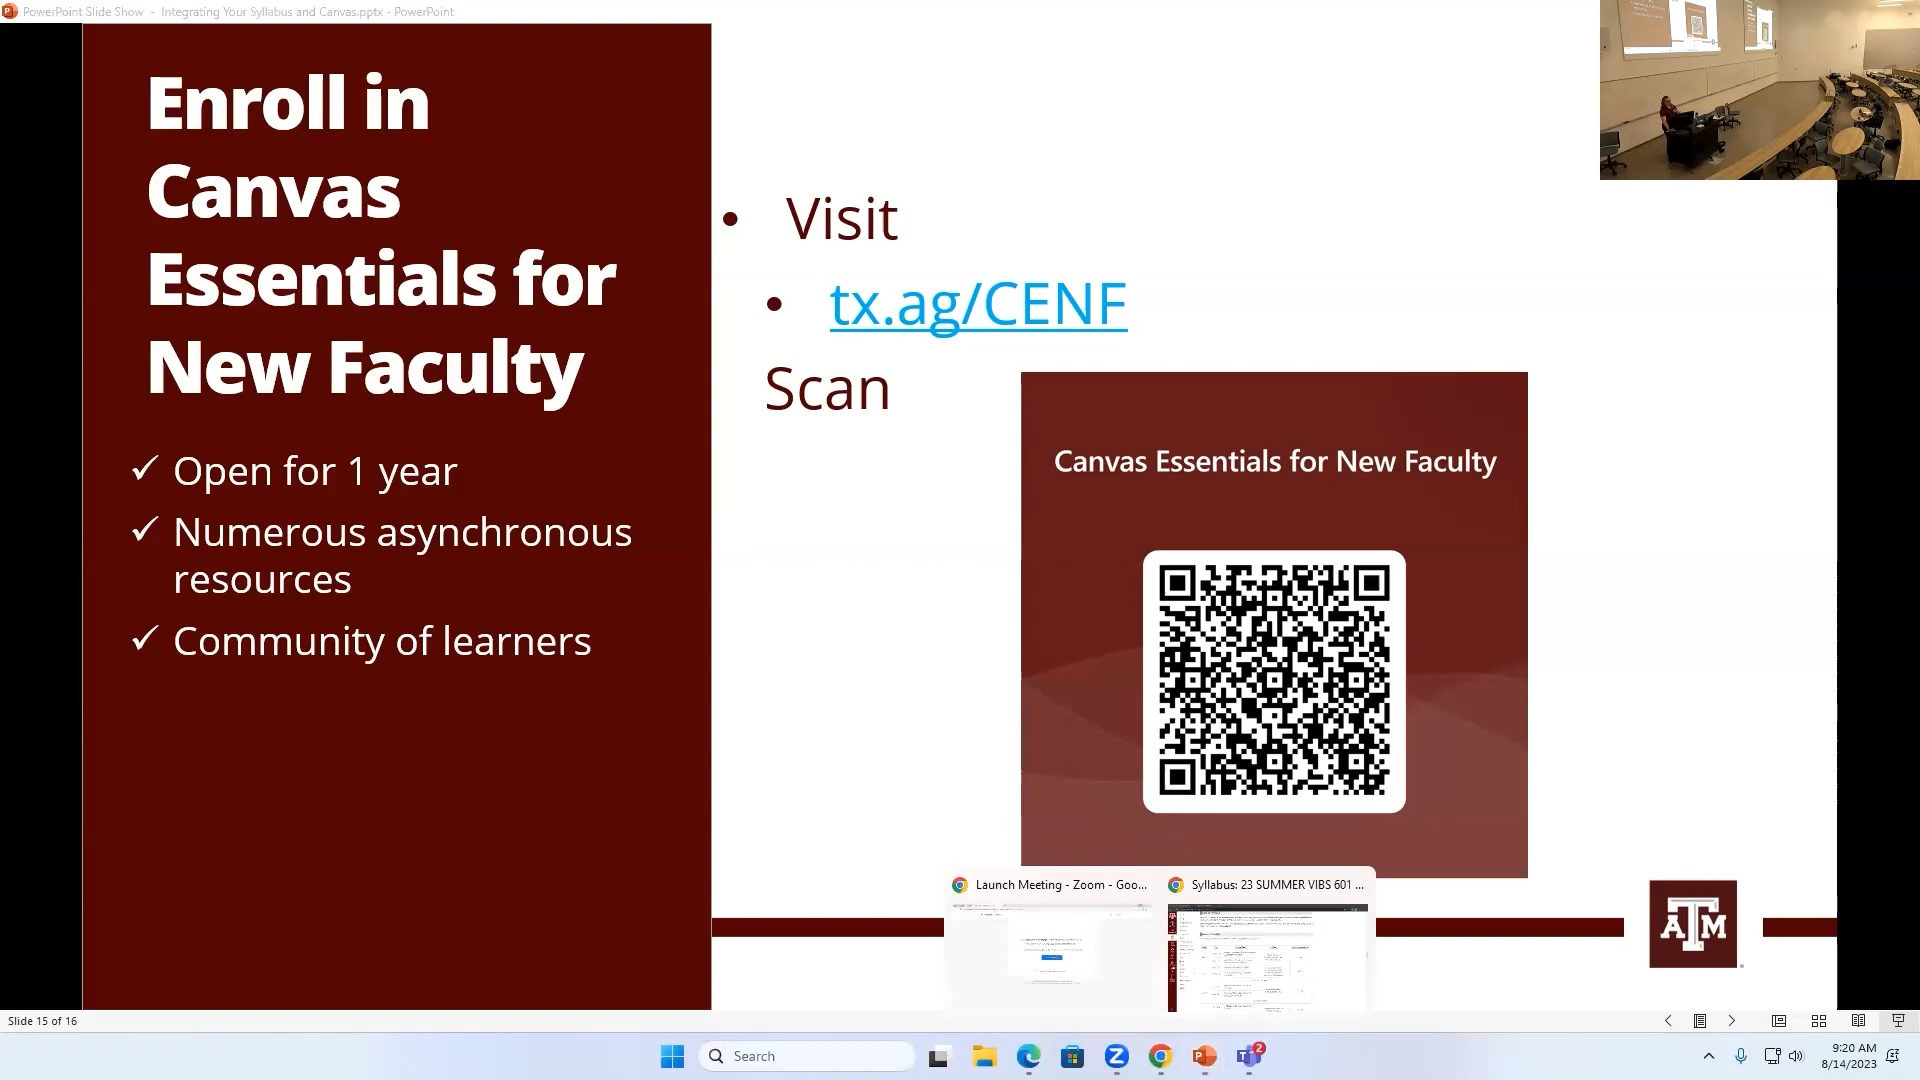 PowerPoint Slide Show - Integrating Your Syllabus and Canvas.pptx - PowerPoint
Enroll in
Canvas
Essentials for
New Faculty
✓ Open for 1 year
✓ Numerous asynchronous
resources
✓ Community of learners
• Visit
• tx.ag/CENF
Scan
Canvas Essentials for New Faculty
Launch Meeting - Zoom - Goo...
Syllabus: 23 SUMMER VIBS 601 ...
ATM
Slide 15 of 16
Search
2
9:20 AM
8/14/2023